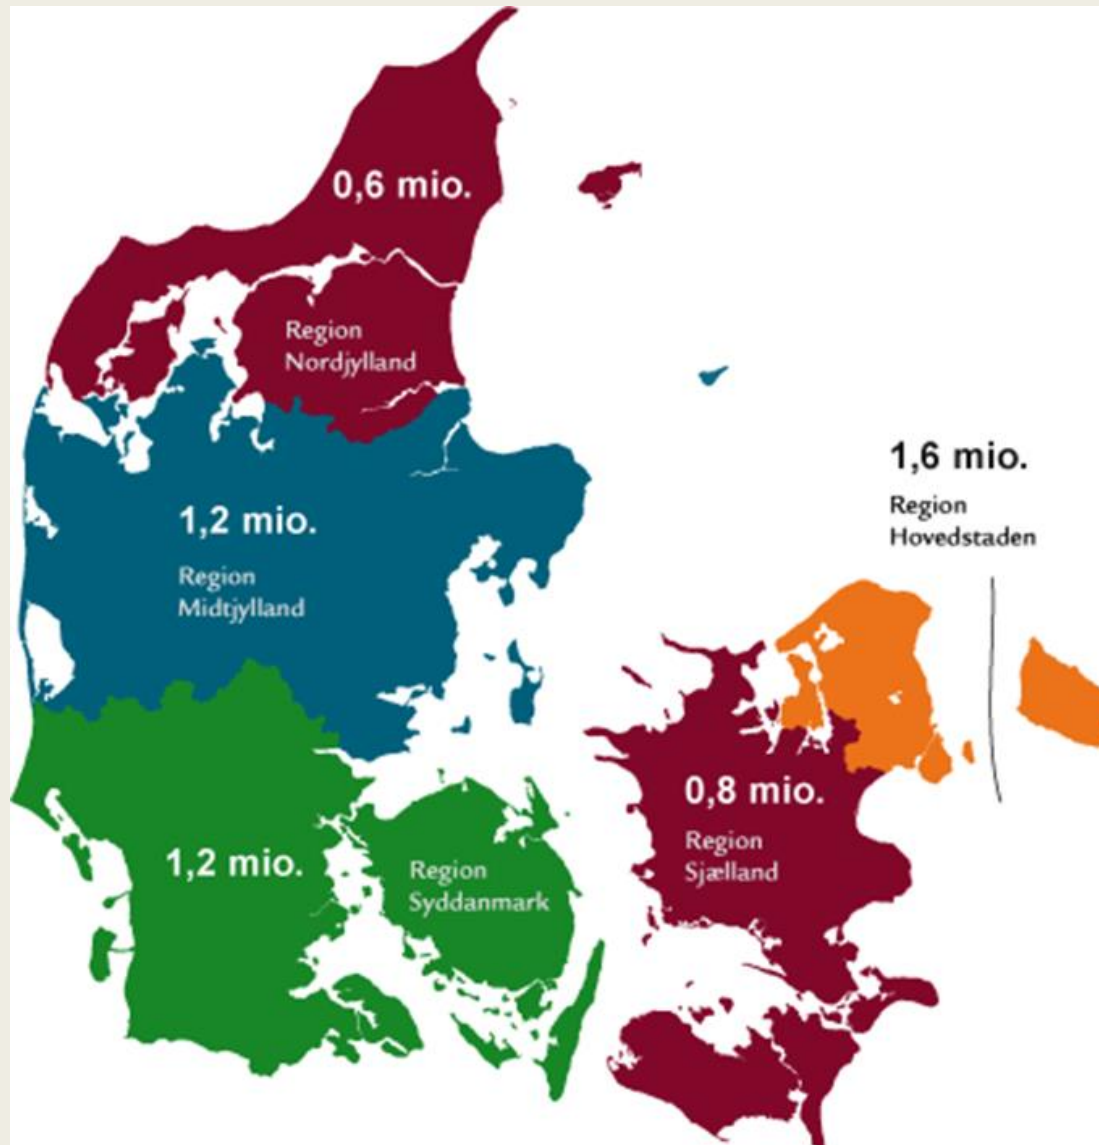 0,6 mio.
Region
Nordjylland
1,2 mio.
Region
Midtjylland
1,6 mio.
Region
Hovedstaden
0,8 mio.
Region
Sjælland
1,2 mio.
Region
Syddanmark